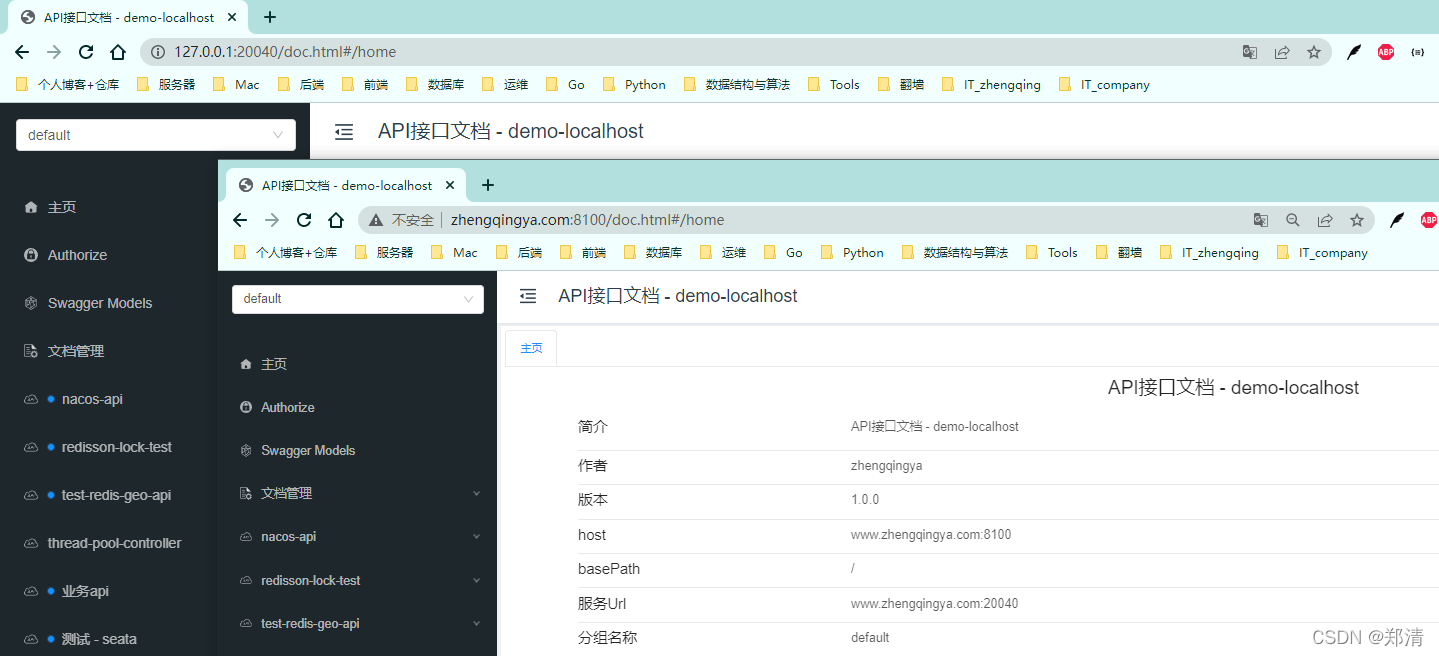 API接口文档 - demo-localhost
127.0.0.1:20040/doc.html#/home
个人博客+仓库 服务器 Mac 后端 前端 数据库 运维 Go Python 数据结构与算法 Tools 翻墙 IT_zhengqing IT_company
default
API接口文档 - demo-localhost
主页
Authorize
Swagger Models
文档管理
nacos-api
redisson-lock-test
test-redis-geo-api
thread-pool-controller
业务api
测试 - seata
API接口文档 - demo-localhost
不安全 zhengqingya.com:8100/doc.html#/home
ABP
个人博客+仓库 服务器 Mac 后端 前端 数据库 运维 Go Python 数据结构与算法 Tools 翻墙 IT_zhengqing IT_company
default
API接口文档 - demo-localhost
主页
Authorize
Swagger Models
文档管理
nacos-api
redisson-lock-test
test-redis-geo-api
主页
API接口文档 - demo-localhost
简介 API接口文档 - demo-localhost
作者 zhengqingya
版本 1.0.0
host www.zhengqingya.com:8100
basePath /
服务Url www.zhengqingya.com:20040
分组名称 default
CSDN @郑清